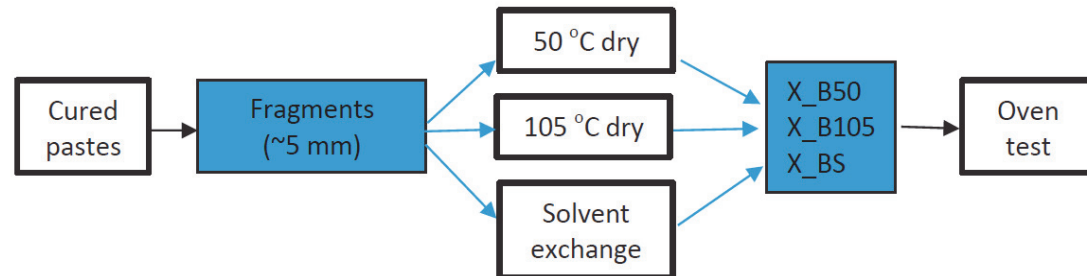 Cured
pastes
Fragments
(~5 mm)
50 °C dry
105 °C dry
Solvent
exchange
X_B50
X_B105
X_BS
Oven
test